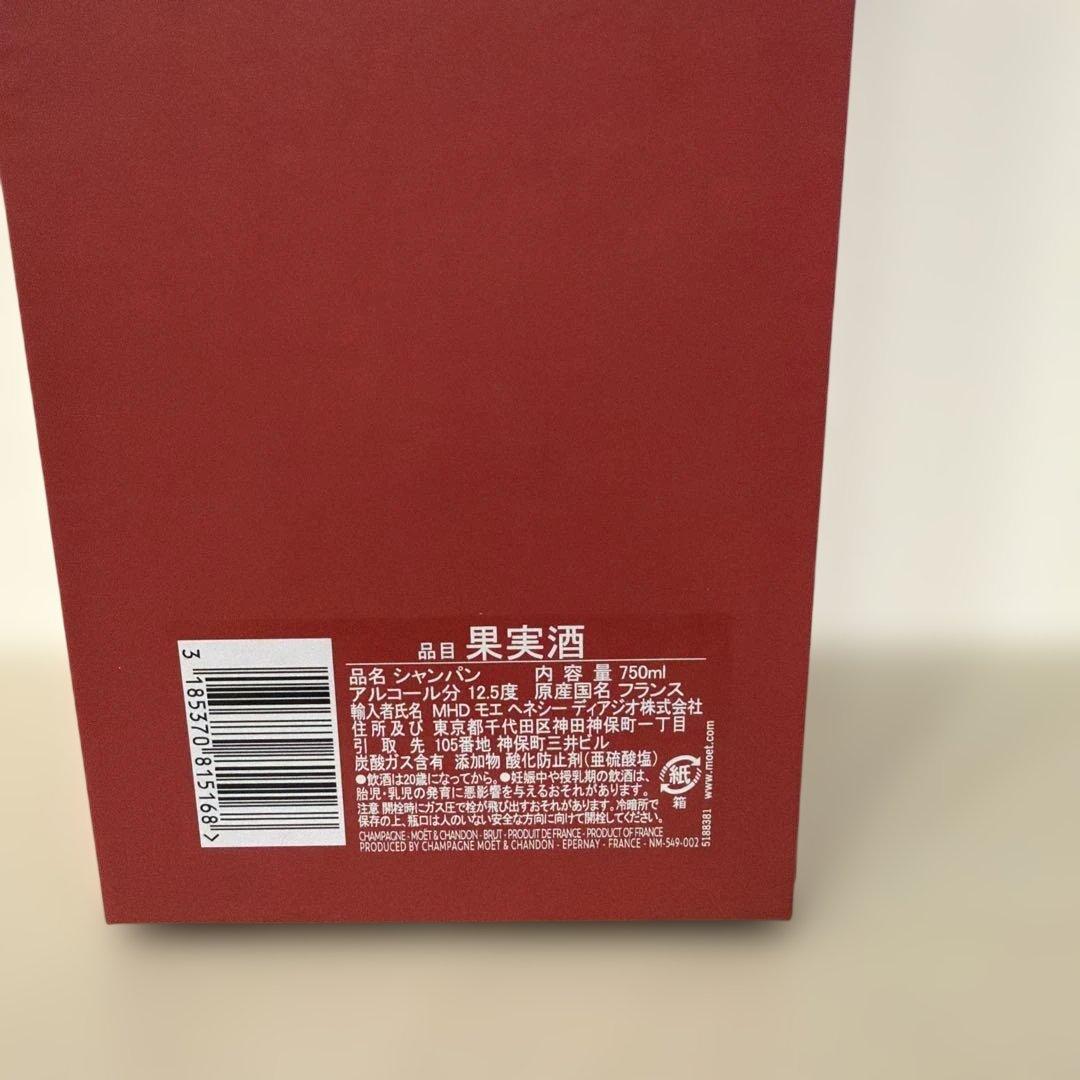 品目 果実酒
品名 シャンパン 内容量 750ml
アルコール分 12.5度 原産国名 フランス
輸入者氏名 MHD モエ ヘネシー ディアジオ株式会社
住所及び 東京都千代田区神田神保町一丁目
引取先 105番地 神保町三井ビル
炭酸ガス含有 添加物 酸化防止剤(亜硫酸塩)
●飲酒は20歳になってから。●妊娠中や授乳期の飲酒は、
胎児・乳児の発育に悪影響を与えるおそれがあります。
注意 開栓時にガス圧で栓が飛び出すおそれがあります。冷暗所で
保存の上、瓶口は人のいない安全な方向に向けて開栓してください。
CHAMPAGNE - MOËT & CHANDON - BRUT - PRODUIT DE FRANCE - PRODUCT OF FRANCE
PRODUCED BY CHAMPAGNE MOËT & CHANDON - EPERNAY - FRANCE - NM-549-002
紙
箱
5188381 www.moet.com
3 185370 815168 >